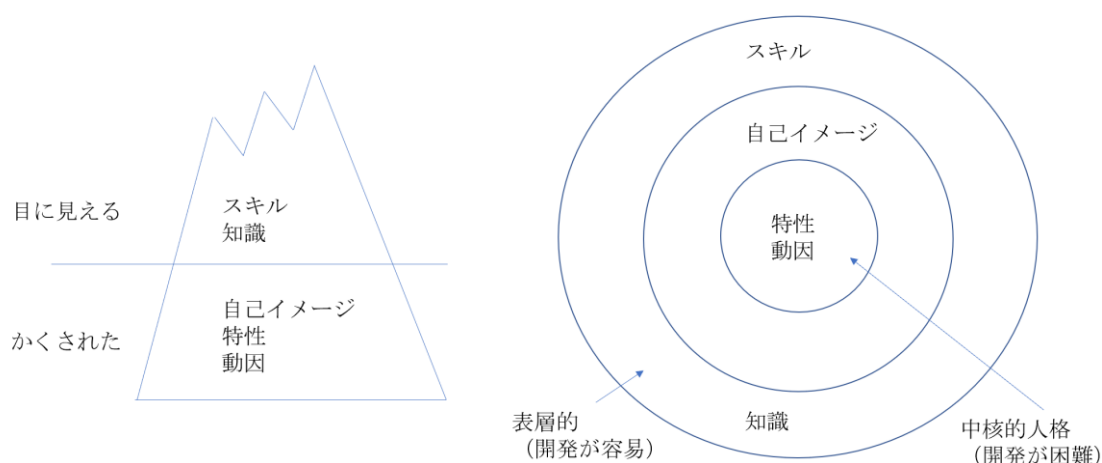 目に見える
スキル
知識
かくされた
自己イメージ
特性
動因
スキル
自己イメージ
特性
動因
知識
表層的
（開発が容易）
中核的人格
（開発が困難）